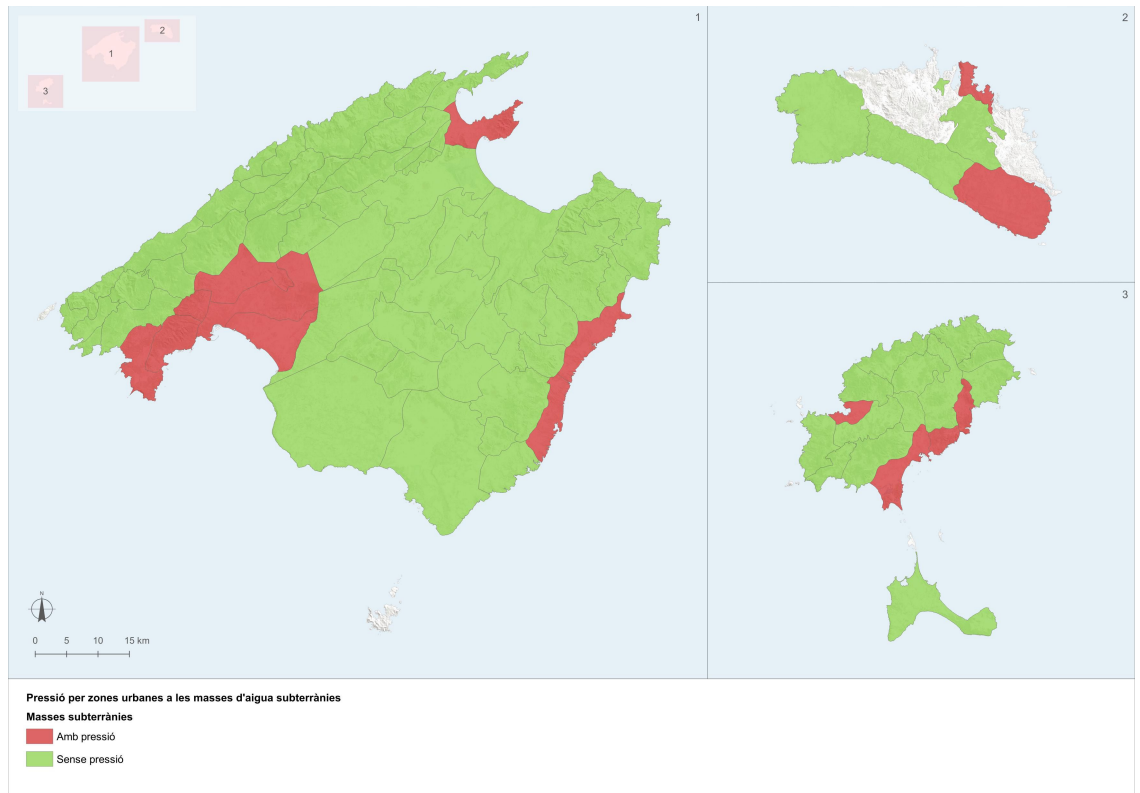 1
2
3
1
2
3
N
0 5 10 15 km
Pressió per zones urbanes a les masses d'aigua subterrànies
Masses subterrànies
Amb pressió
Sense pressió